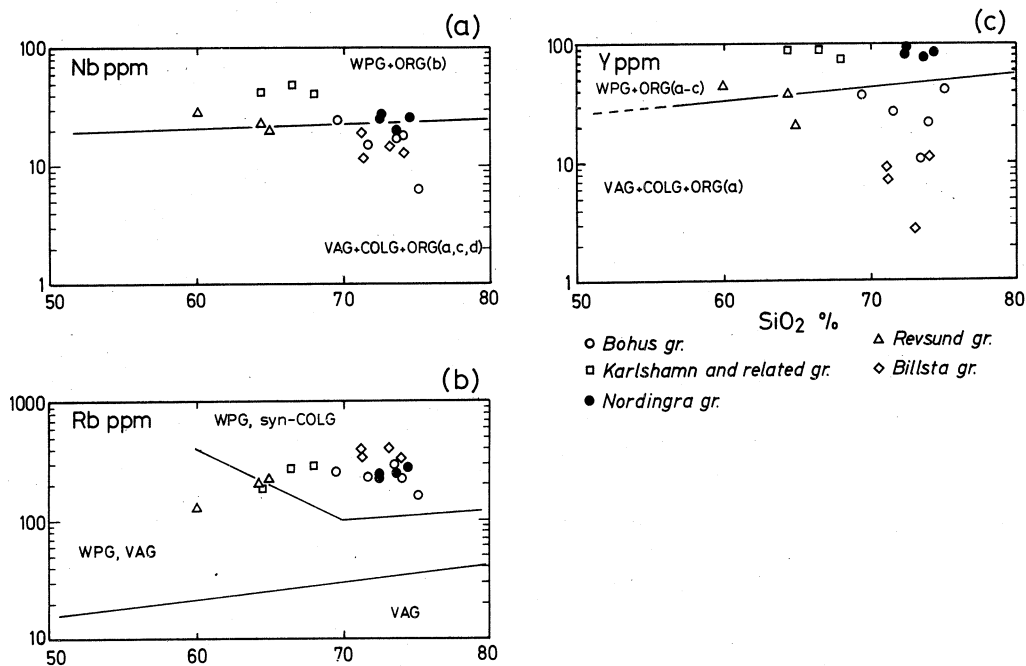 (a)
Nb ppm
WPG+ORG(b)
VAG+COLG+ORG(a,c,d)
100
10
1
50 60 70 80
(b)
Rb ppm
WPG, syn-COLG
WPG, VAG
VAG
1000
100
10
50 60 70 80
(c)
Y ppm
WPG+ORG(a-c)
VAG+COLG+ORG(a)
100
10
1
50 60 70 80
SiO₂ %
Bohus gr.
Karlshamn and related gr.
Nordingra gr.
Revsund gr.
Billsta gr.